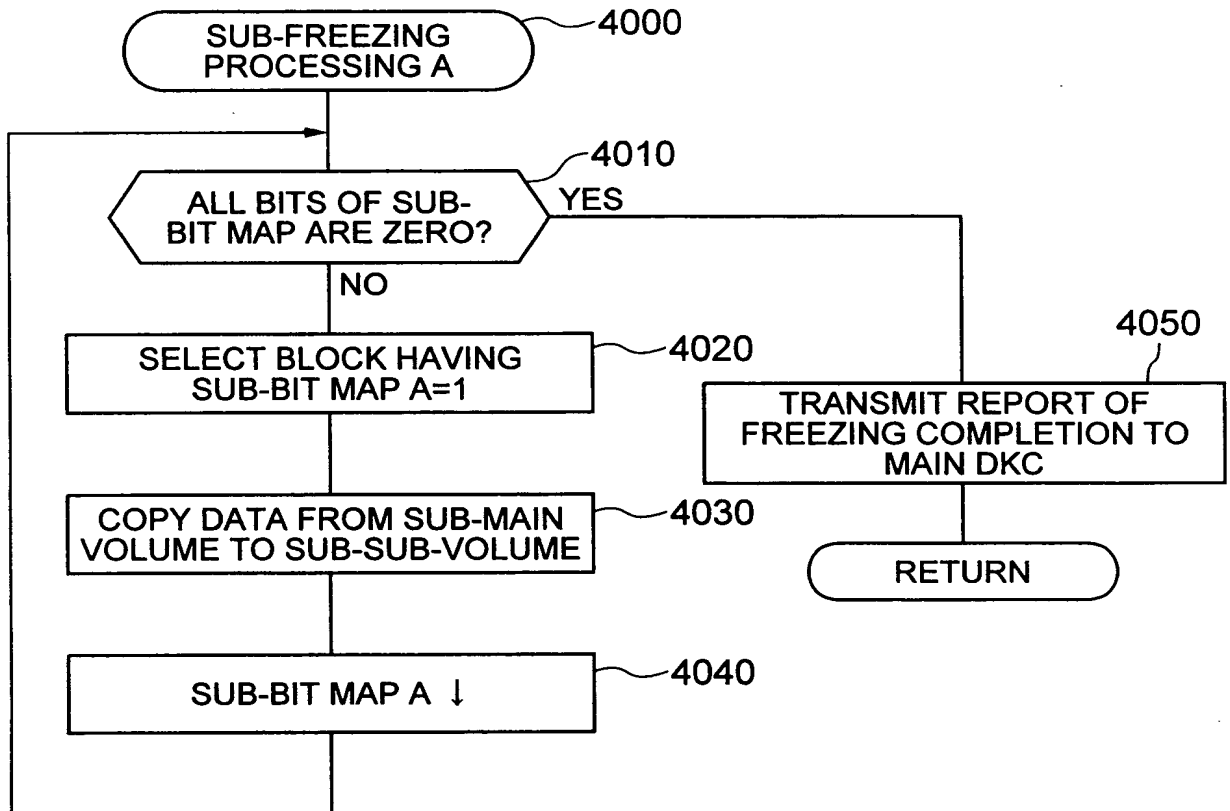 SUB-FREEZING
PROCESSING A
4000
4010
ALL BITS OF SUB-
BIT MAP ARE ZERO?
YES
NO
SELECT BLOCK HAVING
SUB-BIT MAP A=1
4020
4050
TRANSMIT REPORT OF
FREEZING COMPLETION TO
MAIN DKC
COPY DATA FROM SUB-MAIN
VOLUME TO SUB-SUB-VOLUME
4030
RETURN
SUB-BIT MAP A ↓
4040